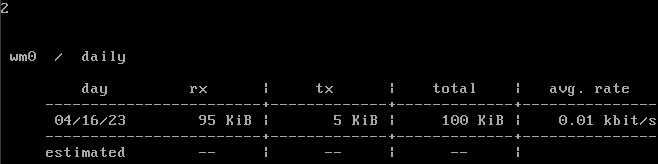 2
wm0 / daily
day rx | tx | total | avg. rate
------------------------+-------------+-------------+---------------
04/16/23 95 KiB | 5 KiB | 100 KiB | 0.01 kbit/s
------------------------+-------------+-------------+---------------
estimated -- | -- | -- |